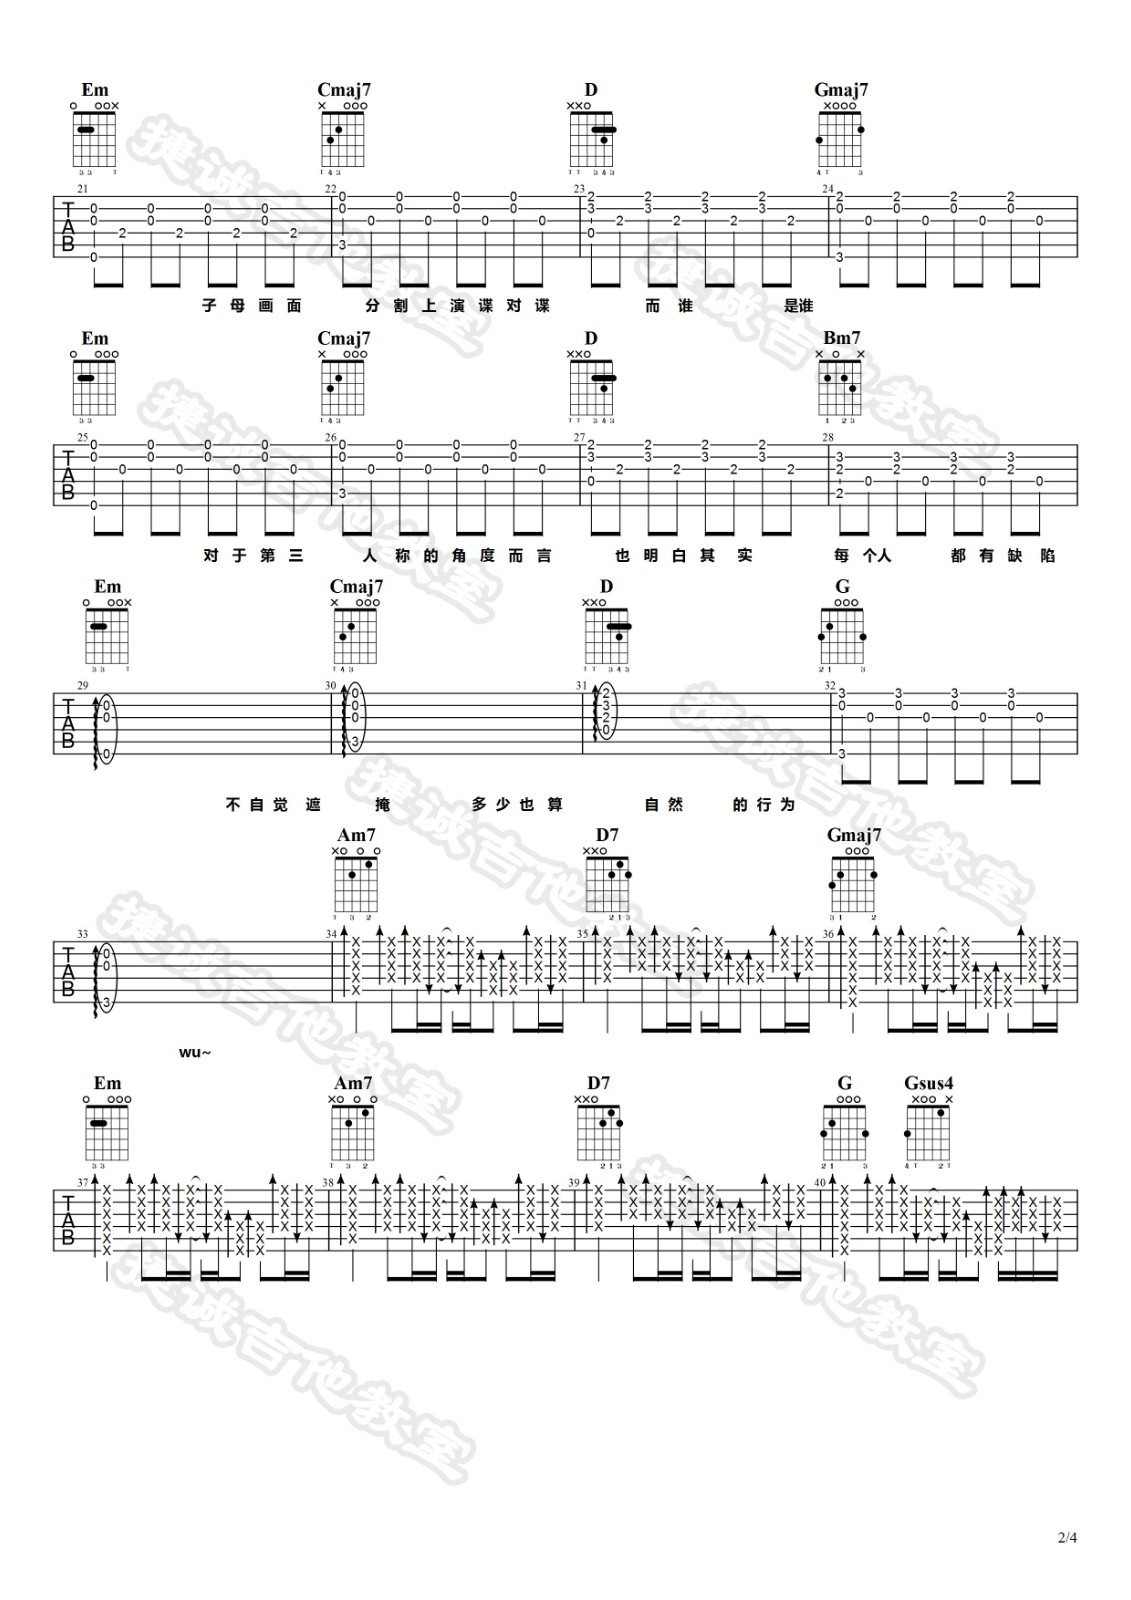 Em Cmaj7 D Gmaj7
21 22 23 24
子母画面 分割上演谍对谍 而谁 是谁
Em Cmaj7 D Bm7
25 26 27 28
对于第三 人称的角度而言 也明白其实 每个人 都有缺陷
Em Cmaj7 D G
29 30 31 32
不自觉遮 掩 多少也算 自然 的行为
Am7 D7 Gmaj7
33 34 35 36
wu~
Em Am7 D7 G Gsus4
37 38 39 40
2/4
捷诚吉他教室